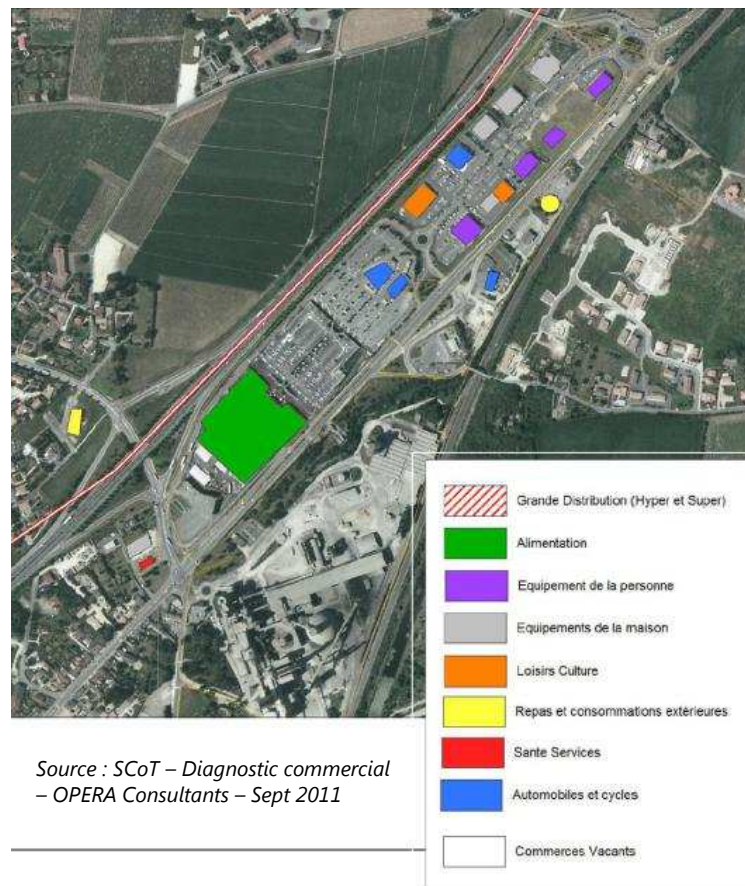 Grande Distribution (Hyper et Super)
Alimentation
Equipement de la personne
Equipements de la maison
Loisirs Culture
Repas et consommations extérieures
Sante Services
Automobiles et cycles
Commerces Vacants
Source : SCoT – Diagnostic commercial
– OPERA Consultants – Sept 2011